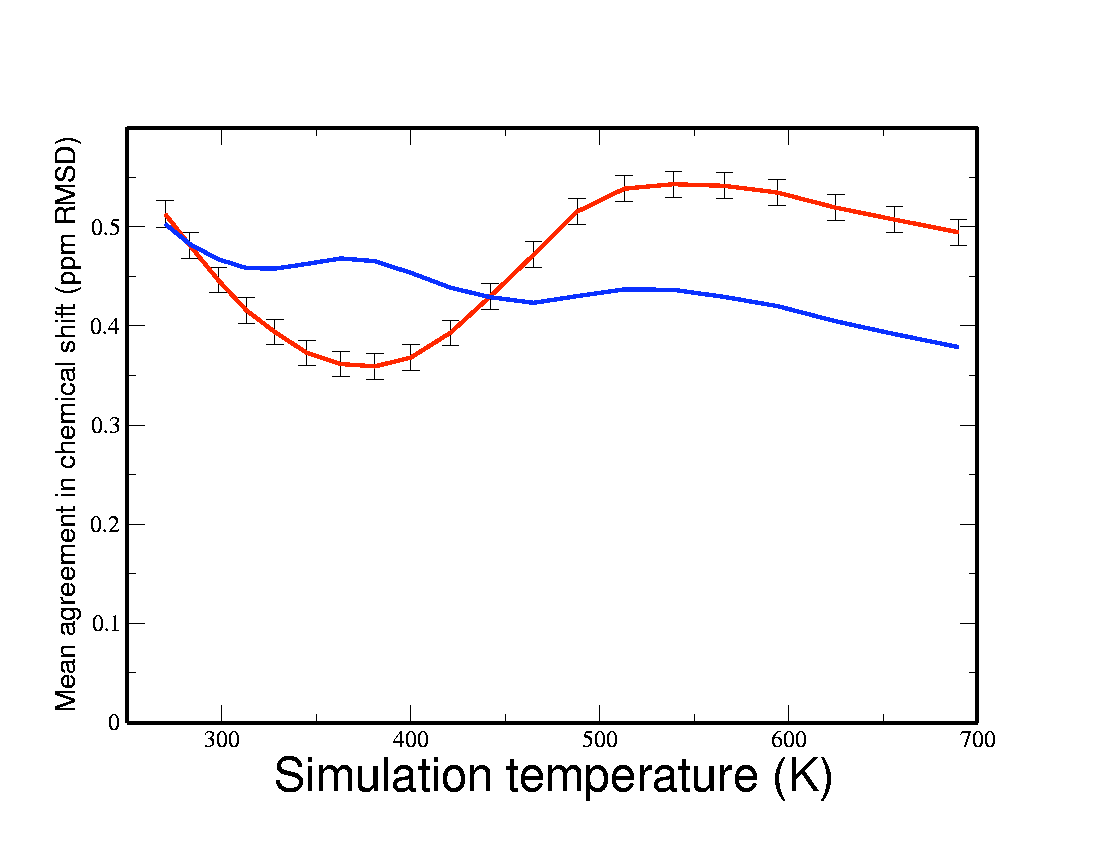 Mean agreement in chemical shift (ppm RMSD)
0.5
0.4
0.3
0.2
0.1
0
300 400 500 600 700
Simulation temperature (K)